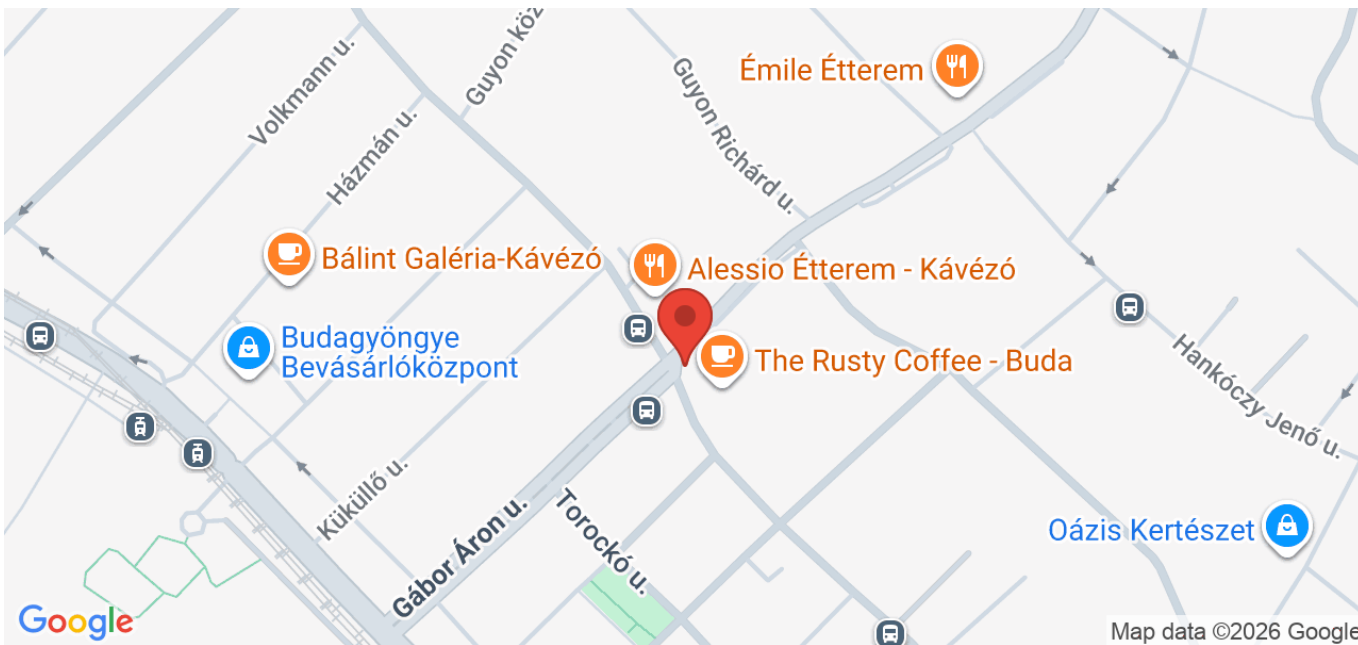 Volkmann u.
Guyon köz
Émile Étterem
Guyon Richárd u.
Házmán u.
Bálint Galéria-Kávézó
Alessio Étterem - Kávézó
Budagyöngye
Bevásárlóközpont
The Rusty Coffee - Buda
Hankóczy Jenő u.
Küküllő u.
Torockó u.
Gábor Áron u.
Oázis Kertészet
Google
Map data ©2026 Google